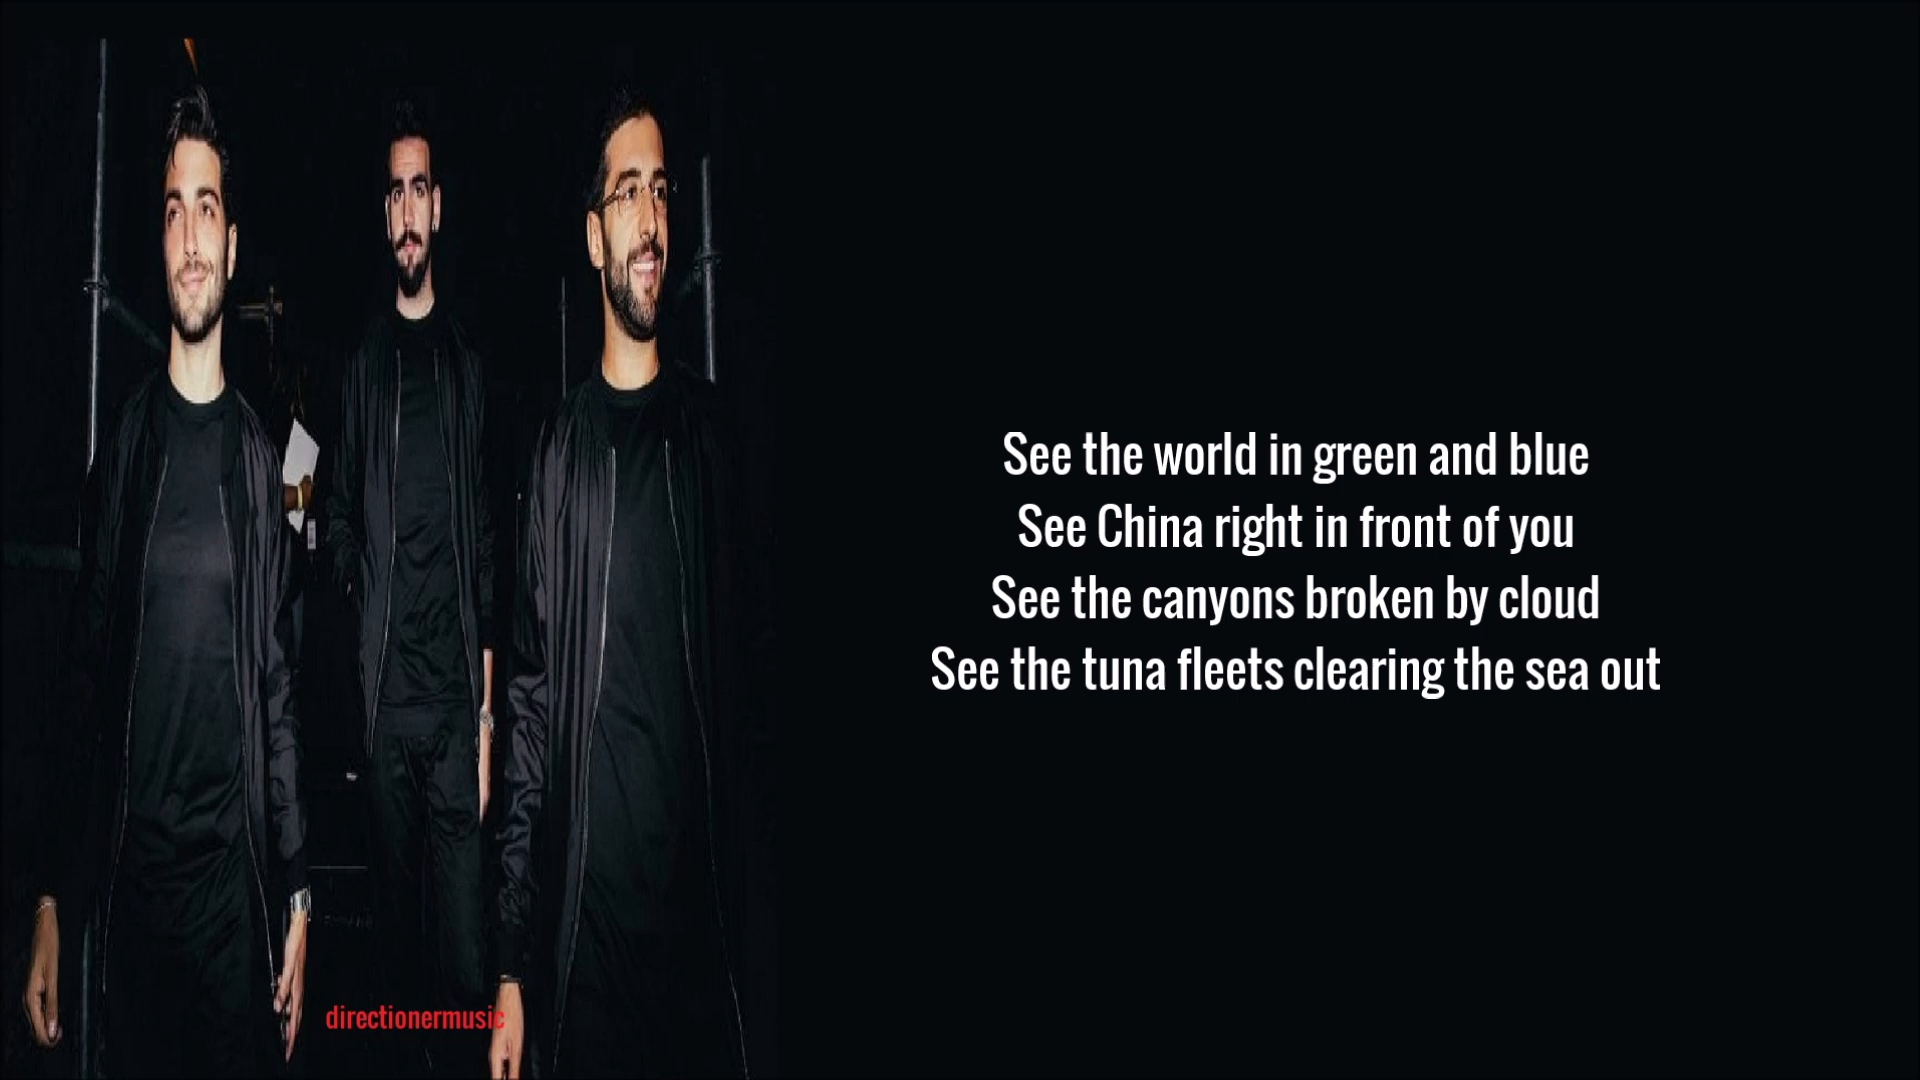 See the world in green and blue
See China right in front of you
See the canyons broken by cloud
See the tuna fleets clearing the sea out
directionermusic